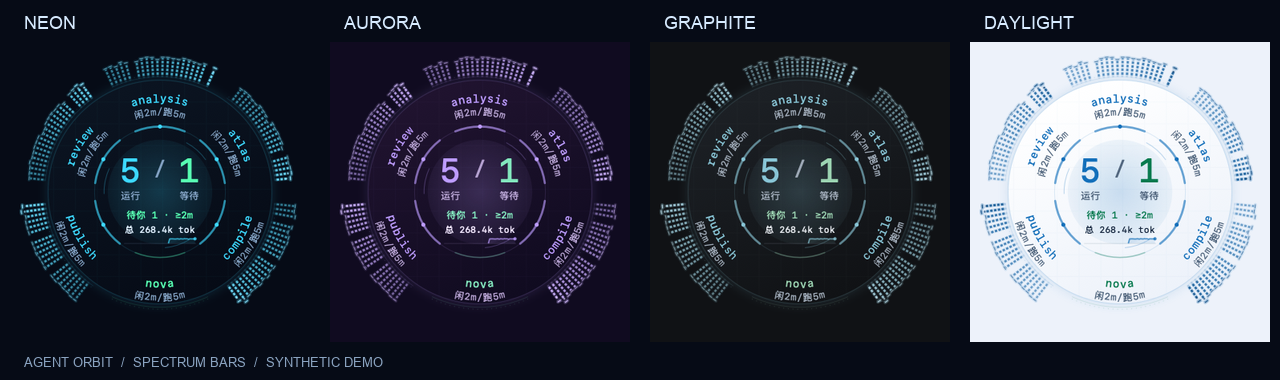 NEON
AURORA
GRAPHITE
DAYLIGHT
analysis
闲2m/跑5m
atlas
闲2m/跑5m
compile
闲2m/跑5m
nova
闲2m/跑5m
publish
闲2m/跑5m
review
闲2m/跑5m
5 / 1
运行 等待
待你 1 · ≥2m
总 268.4k tok
analysis
闲2m/跑5m
atlas
闲2m/跑5m
compile
闲2m/跑5m
nova
闲2m/跑5m
publish
闲2m/跑5m
review
闲2m/跑5m
5 / 1
运行 等待
待你 1 · ≥2m
总 268.4k tok
analysis
闲2m/跑5m
atlas
闲2m/跑5m
compile
闲2m/跑5m
nova
闲2m/跑5m
publish
闲2m/跑5m
review
闲2m/跑5m
5 / 1
运行 等待
待你 1 · ≥2m
总 268.4k tok
analysis
闲2m/跑5m
atlas
闲2m/跑5m
compile
闲2m/跑5m
nova
闲2m/跑5m
publish
闲2m/跑5m
review
闲2m/跑5m
5 / 1
运行 等待
待你 1 · ≥2m
总 268.4k tok
AGENT ORBIT / SPECTRUM BARS / SYNTHETIC DEMO